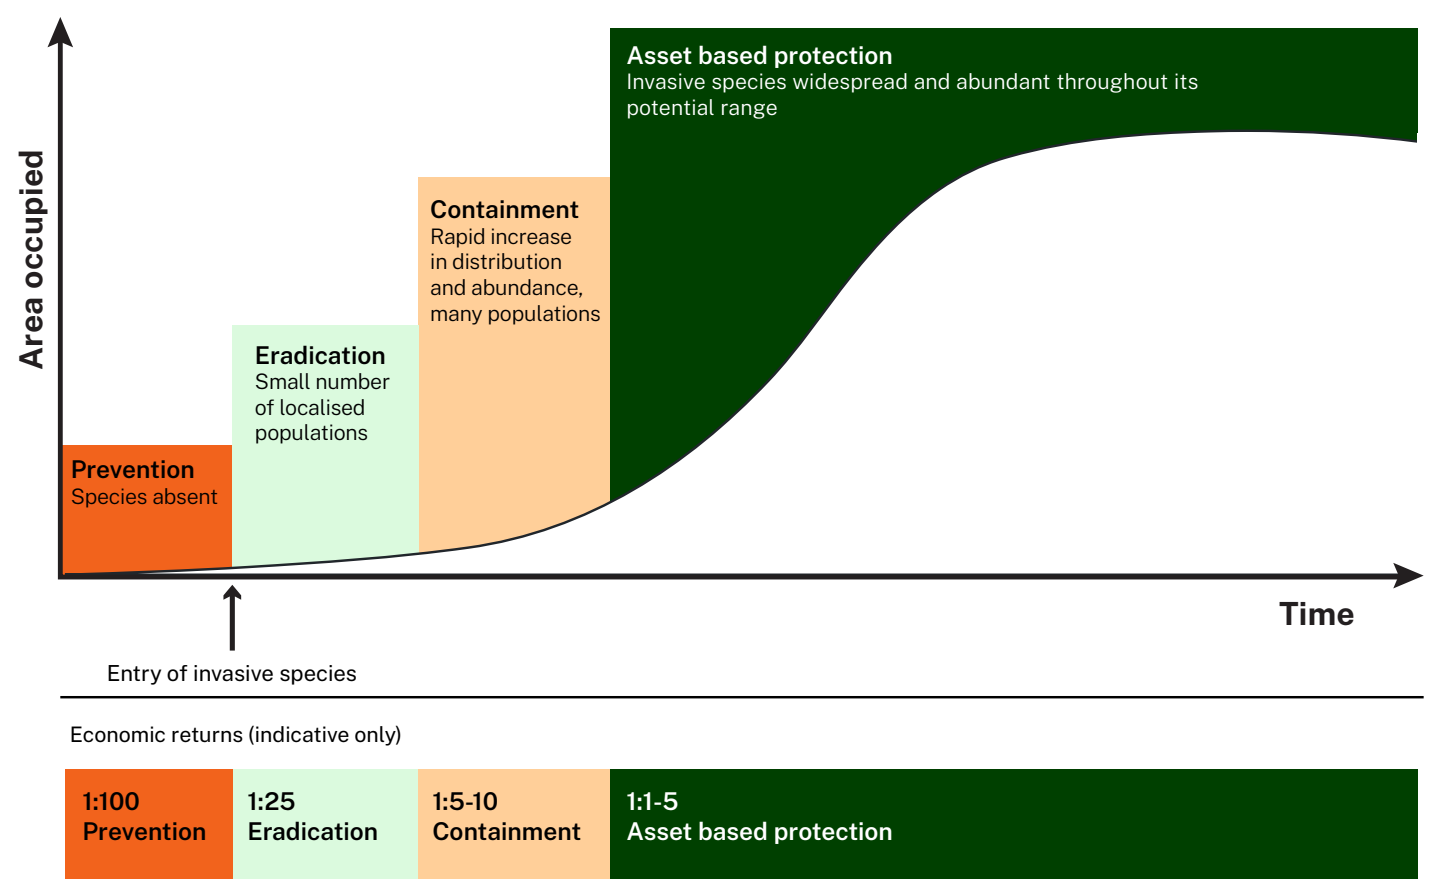 Asset based protection
Invasive species widespread and abundant throughout its
potential range
Containment
Rapid increase
in distribution
and abundance,
many populations
Eradication
Small number
of localised
populations
Prevention
Species absent
Area occupied
Time
Entry of invasive species
Economic returns (indicative only)
1:100
Prevention
1:25
Eradication
1:5-10
Containment
1:1-5
Asset based protection